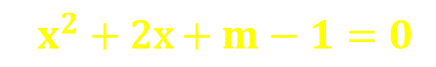 x² + 2x + m − 1 = 0